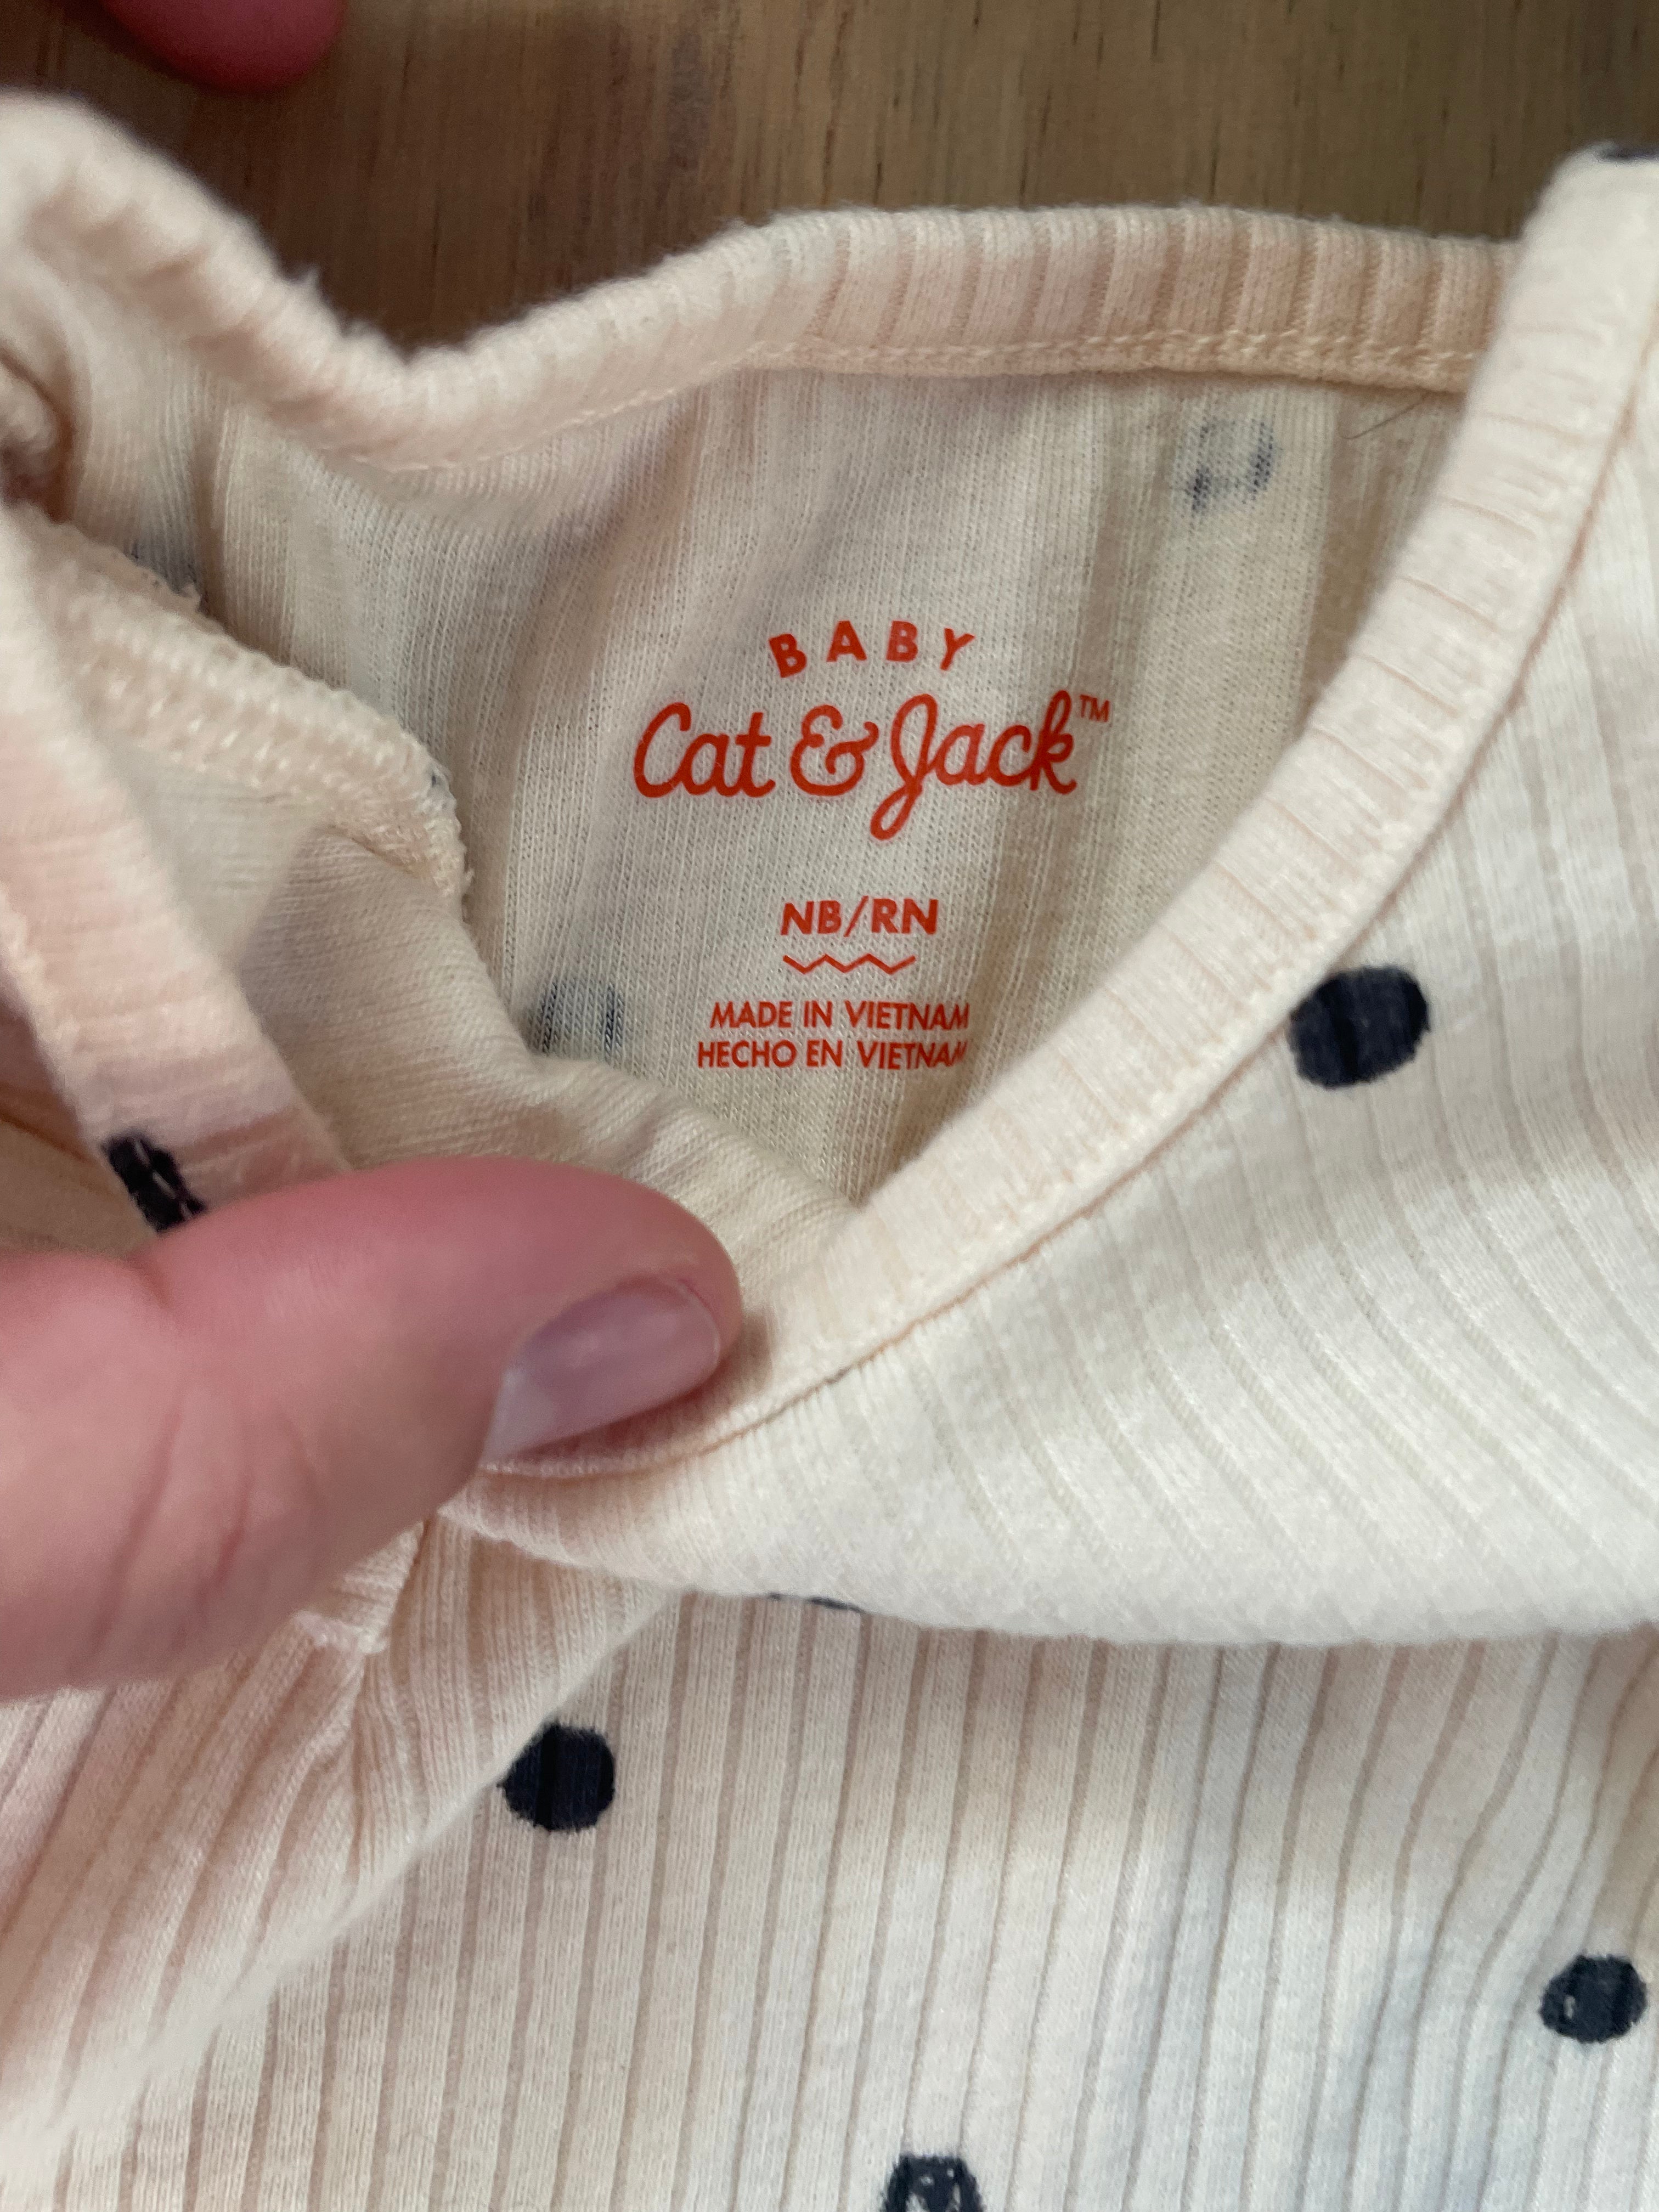 BABY
Cat & Jack™
NB/RN
MADE IN VIETNAM
HECHO EN VIETNAM